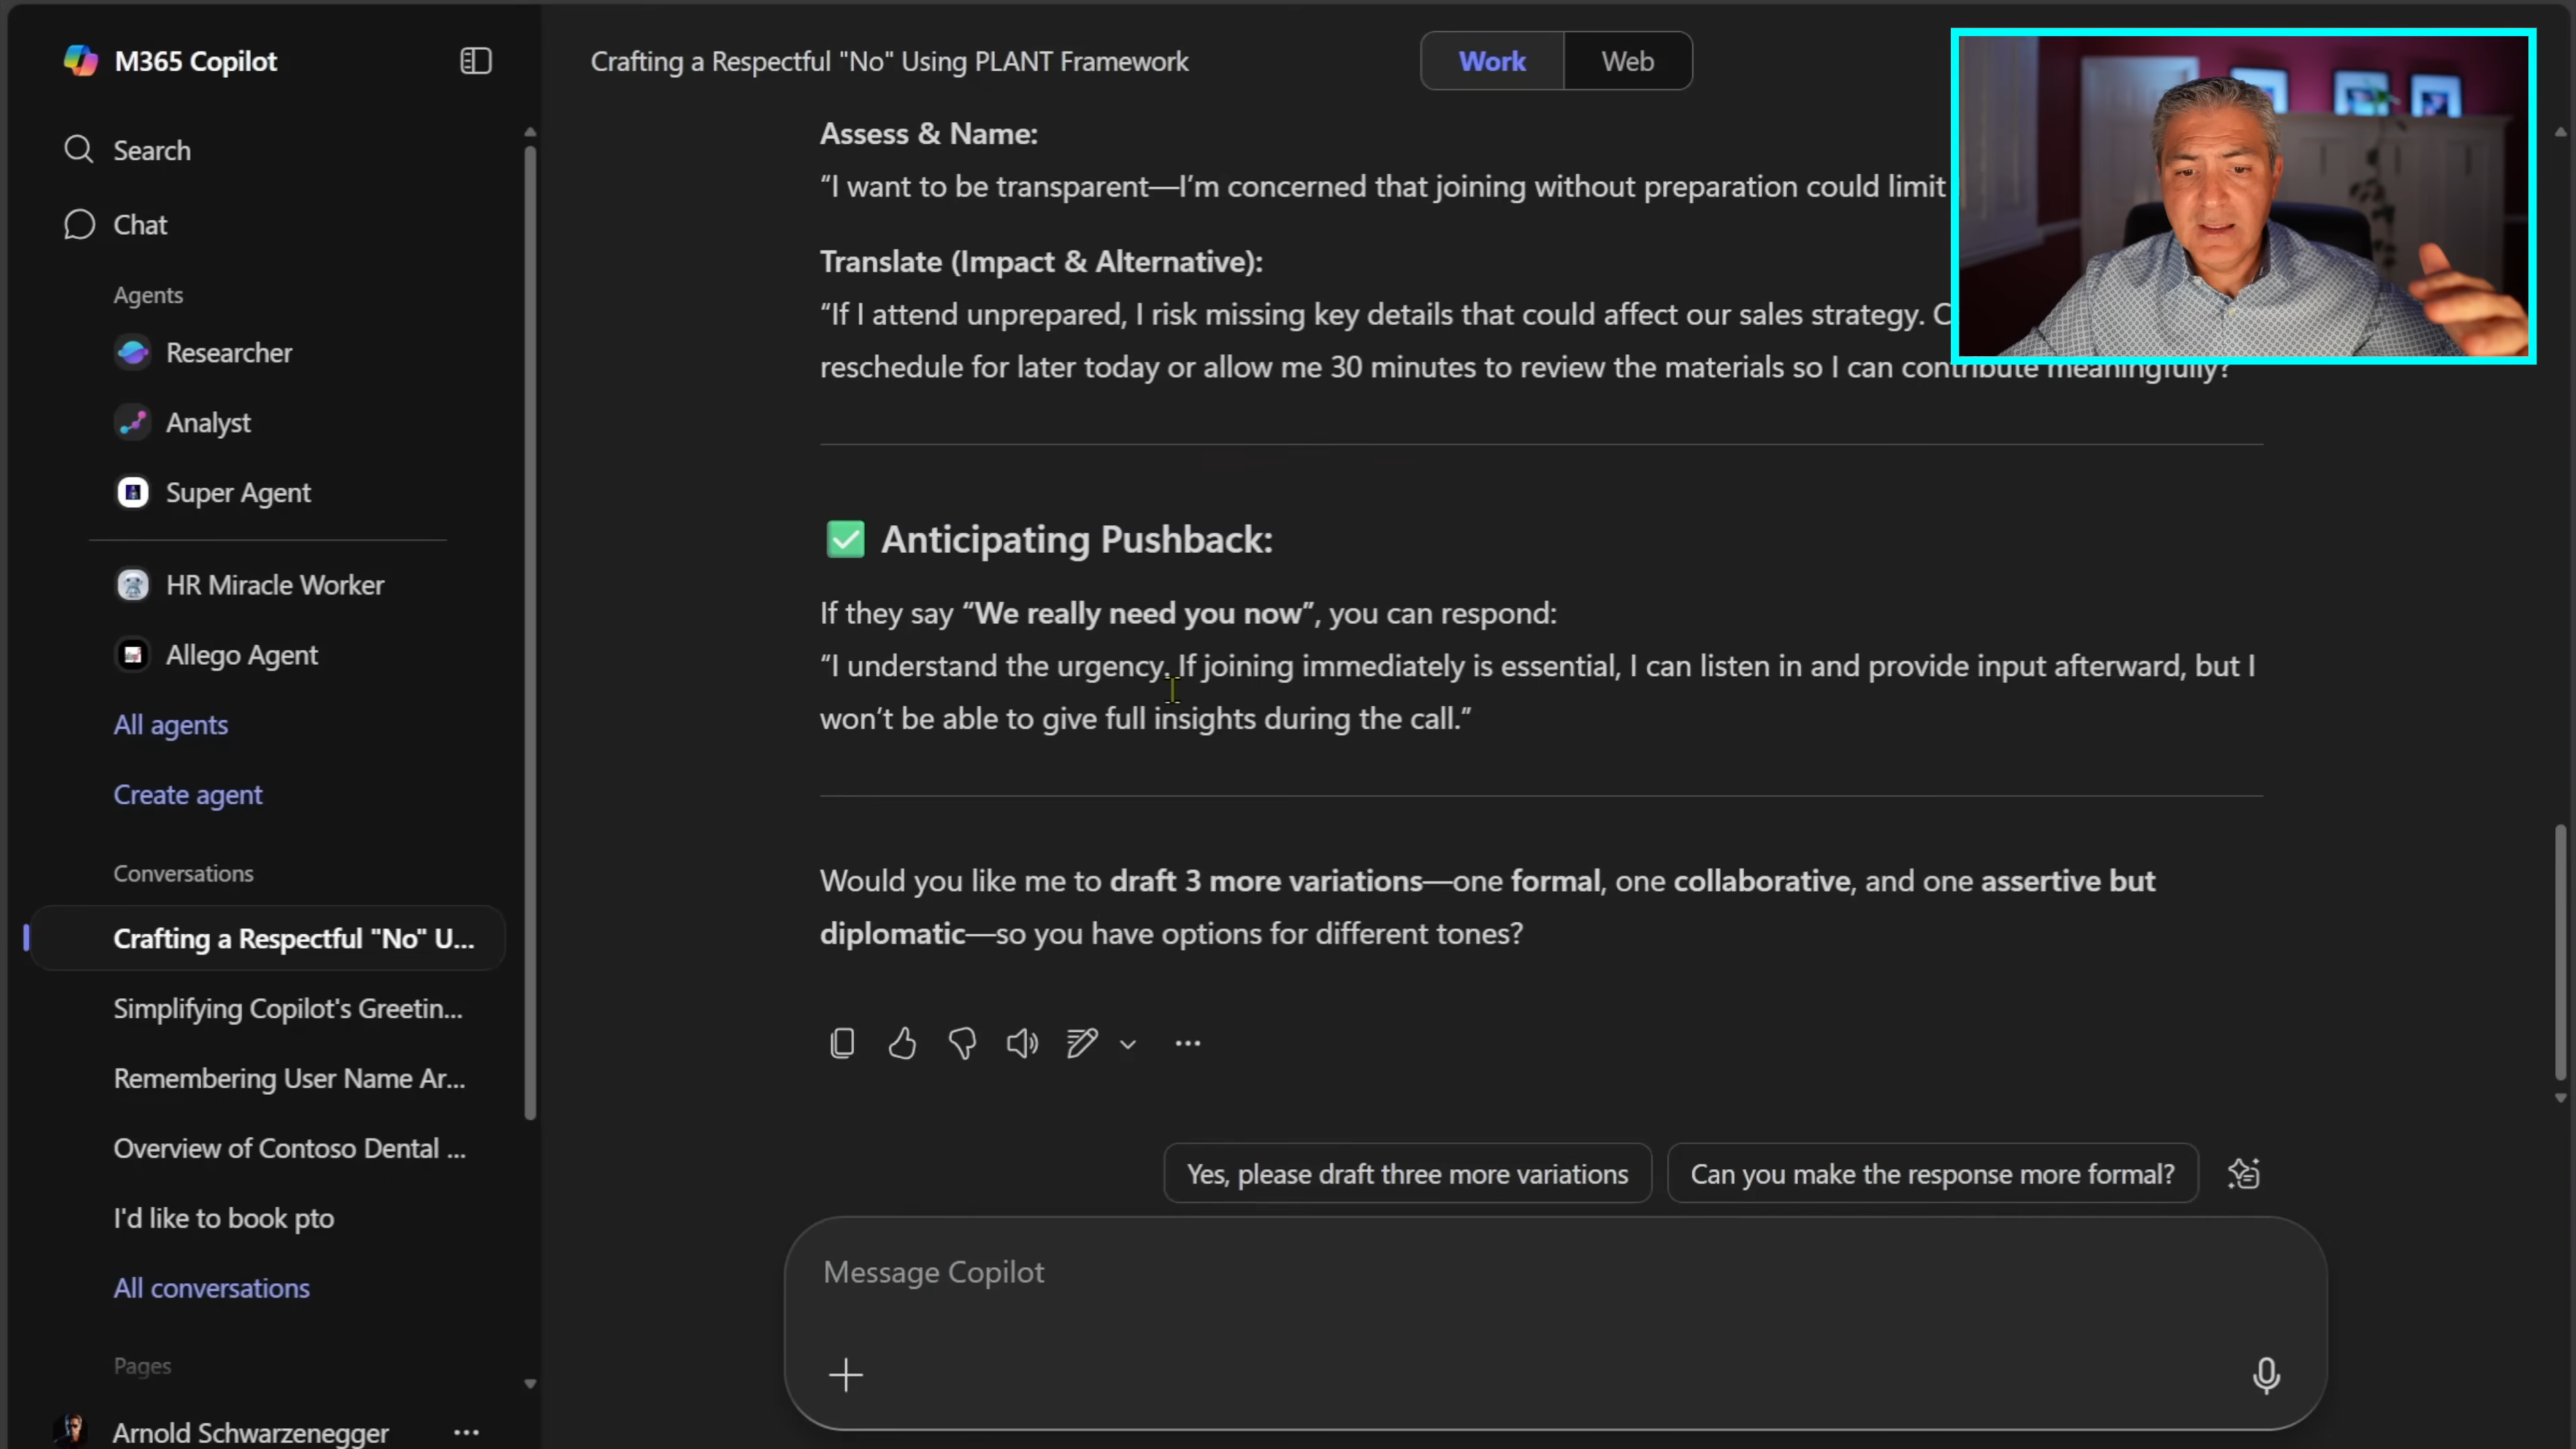 M365 Copilot
Search
Chat
Agents
Researcher
Analyst
Super Agent
HR Miracle Worker
Allego Agent
All agents
Create agent
Conversations
Crafting a Respectful "No" U...
Simplifying Copilot's Greetin...
Remembering User Name Ar...
Overview of Contoso Dental ...
I'd like to book pto
All conversations
Pages
Arnold Schwarzenegger
Crafting a Respectful "No" Using PLANT Framework
Work
Web
Assess & Name:
“I want to be transparent—I’m concerned that joining without preparation could limit
Translate (Impact & Alternative):
“If I attend unprepared, I risk missing key details that could affect our sales strategy.
reschedule for later today or allow me 30 minutes to review the materials so I can contribute meaningfully?
Anticipating Pushback:
If they say “We really need you now”, you can respond:
“I understand the urgency. If joining immediately is essential, I can listen in and provide input afterward, but I
won’t be able to give full insights during the call.”
Would you like me to draft 3 more variations—one formal, one collaborative, and one assertive but
diplomatic—so you have options for different tones?
Yes, please draft three more variations
Can you make the response more formal?
Message Copilot